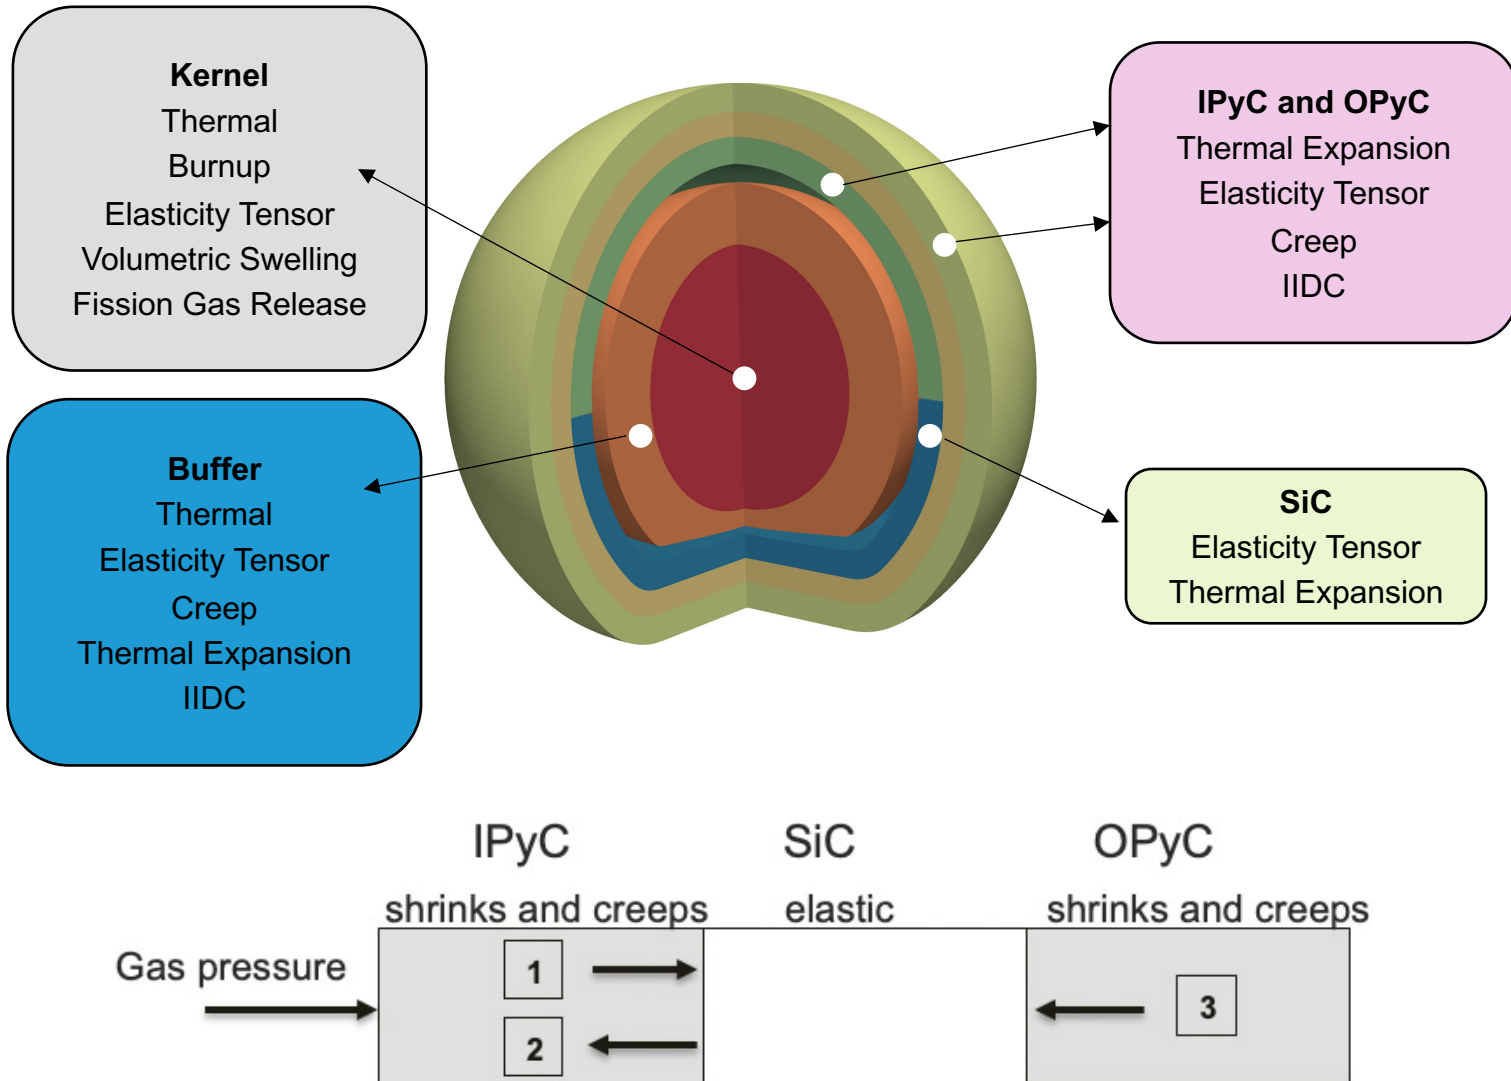 Kernel
Thermal
Burnup
Elasticity Tensor
Volumetric Swelling
Fission Gas Release
IPyC and OPyC
Thermal Expansion
Elasticity Tensor
Creep
IIDC
Buffer
Thermal
Elasticity Tensor
Creep
Thermal Expansion
IIDC
SiC
Elasticity Tensor
Thermal Expansion
IPyC
SiC
OPyC
shrinks and creeps
elastic
shrinks and creeps
Gas pressure
1
2
3